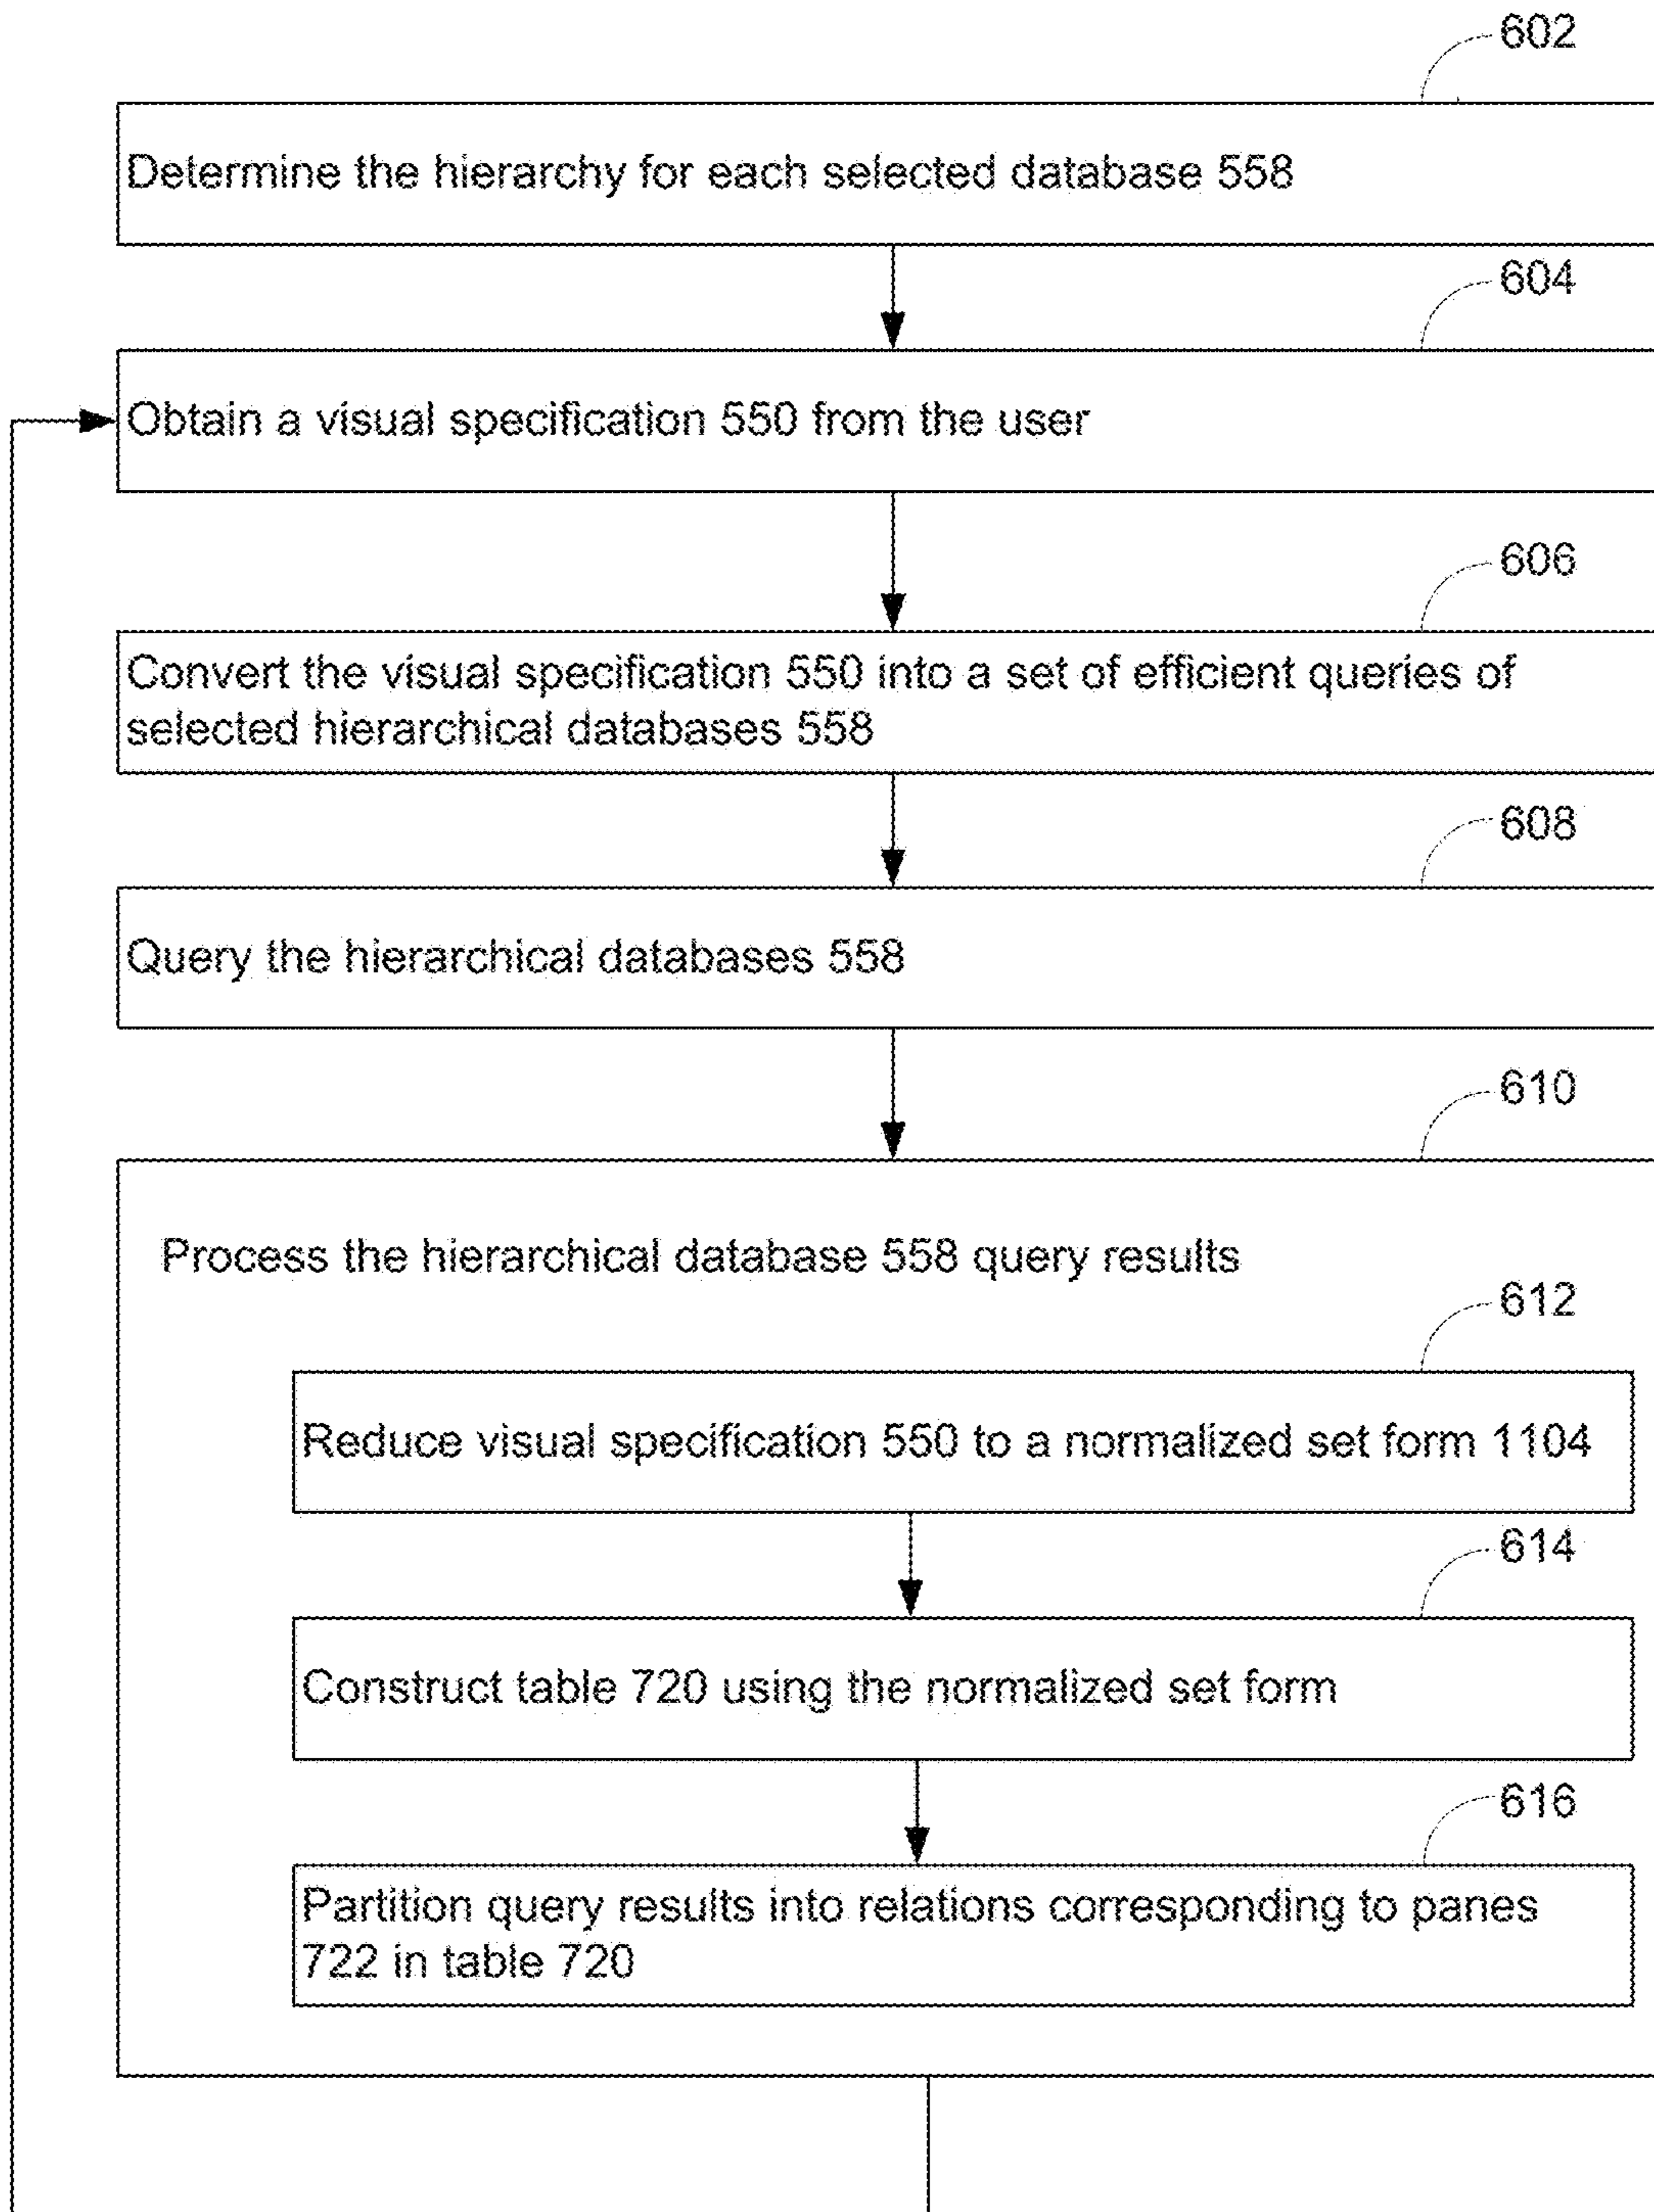 602
Determine the hierarchy for each selected database 558
604
Obtain a visual specification 550 from the user
606
Convert the visual specification 550 into a set of efficient queries of
selected hierarchical databases 558
608
Query the hierarchical databases 558
610
Process the hierarchical database 558 query results
612
Reduce visual specification 550 to a normalized set form 1104
614
Construct table 720 using the normalized set form
616
Partition query results into relations corresponding to panes
722 in table 720